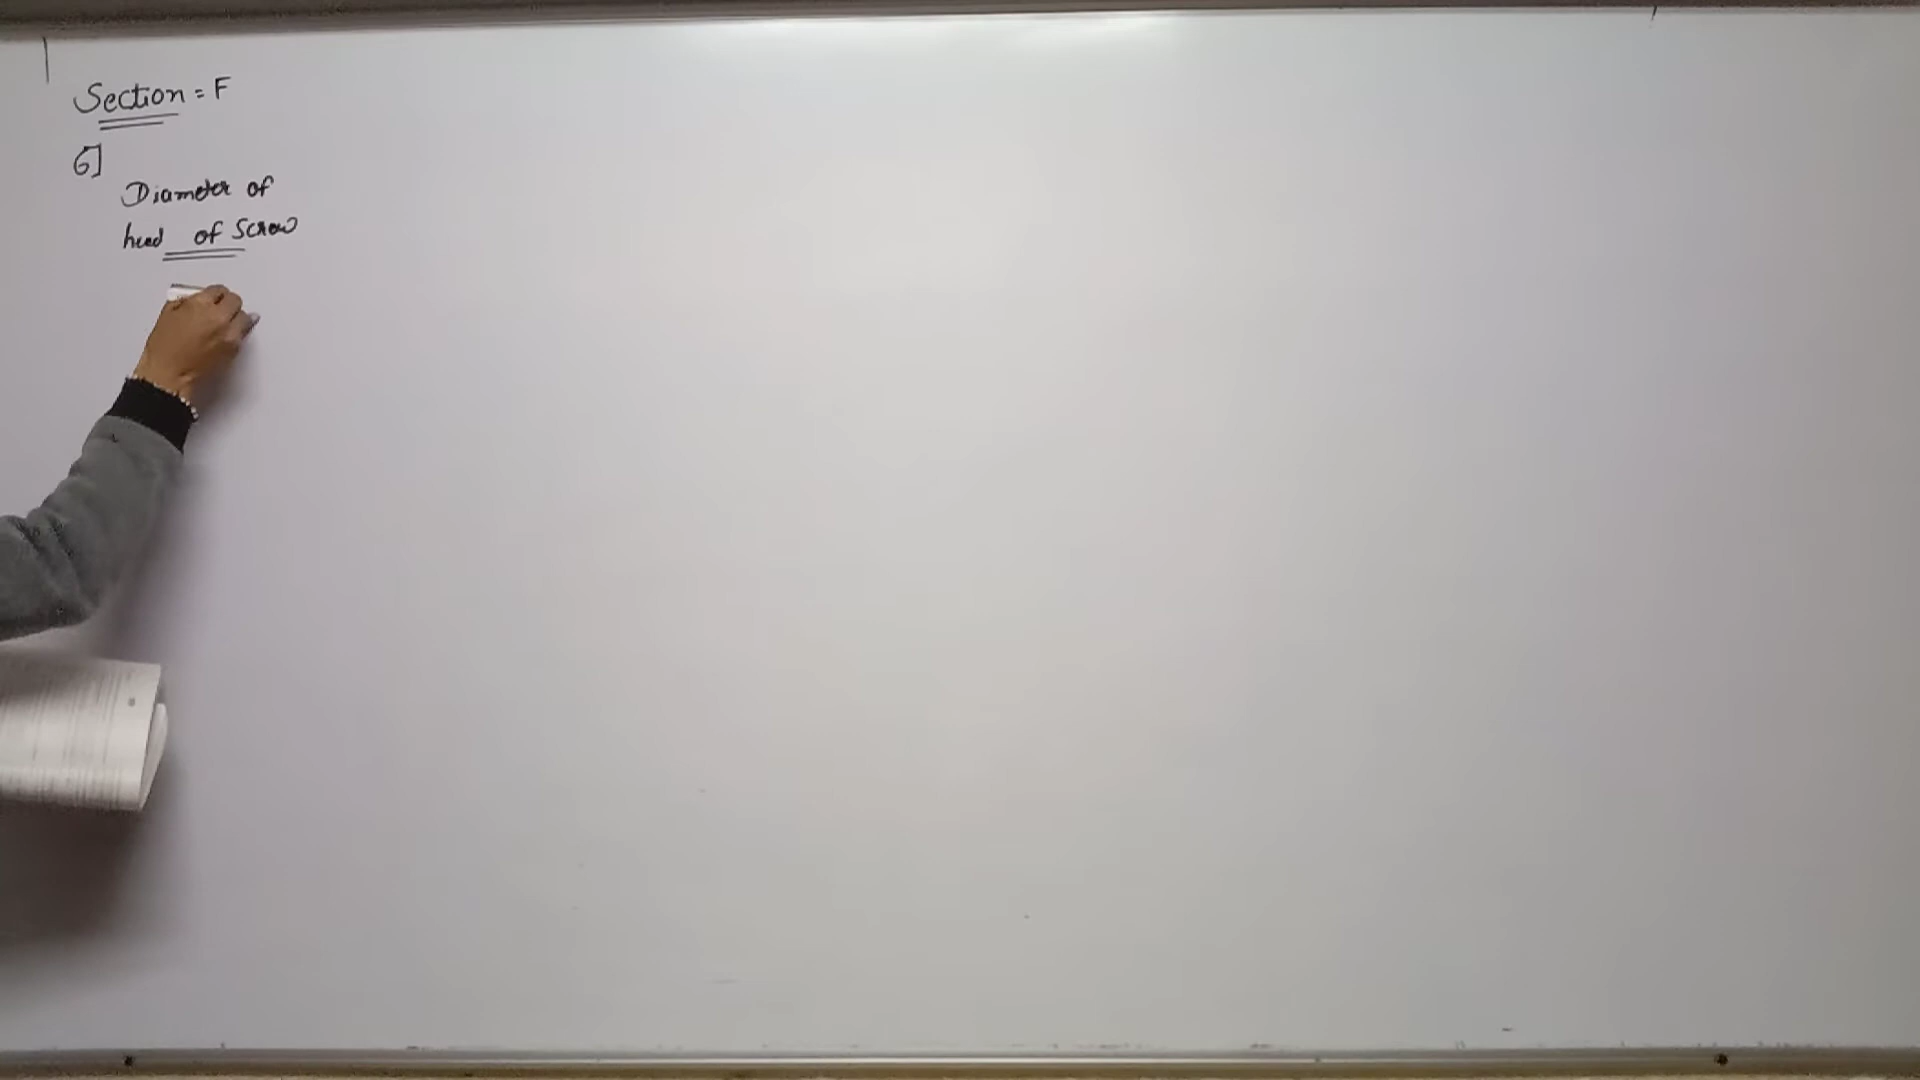 Section = F
6]
Diameter of
head of Screw